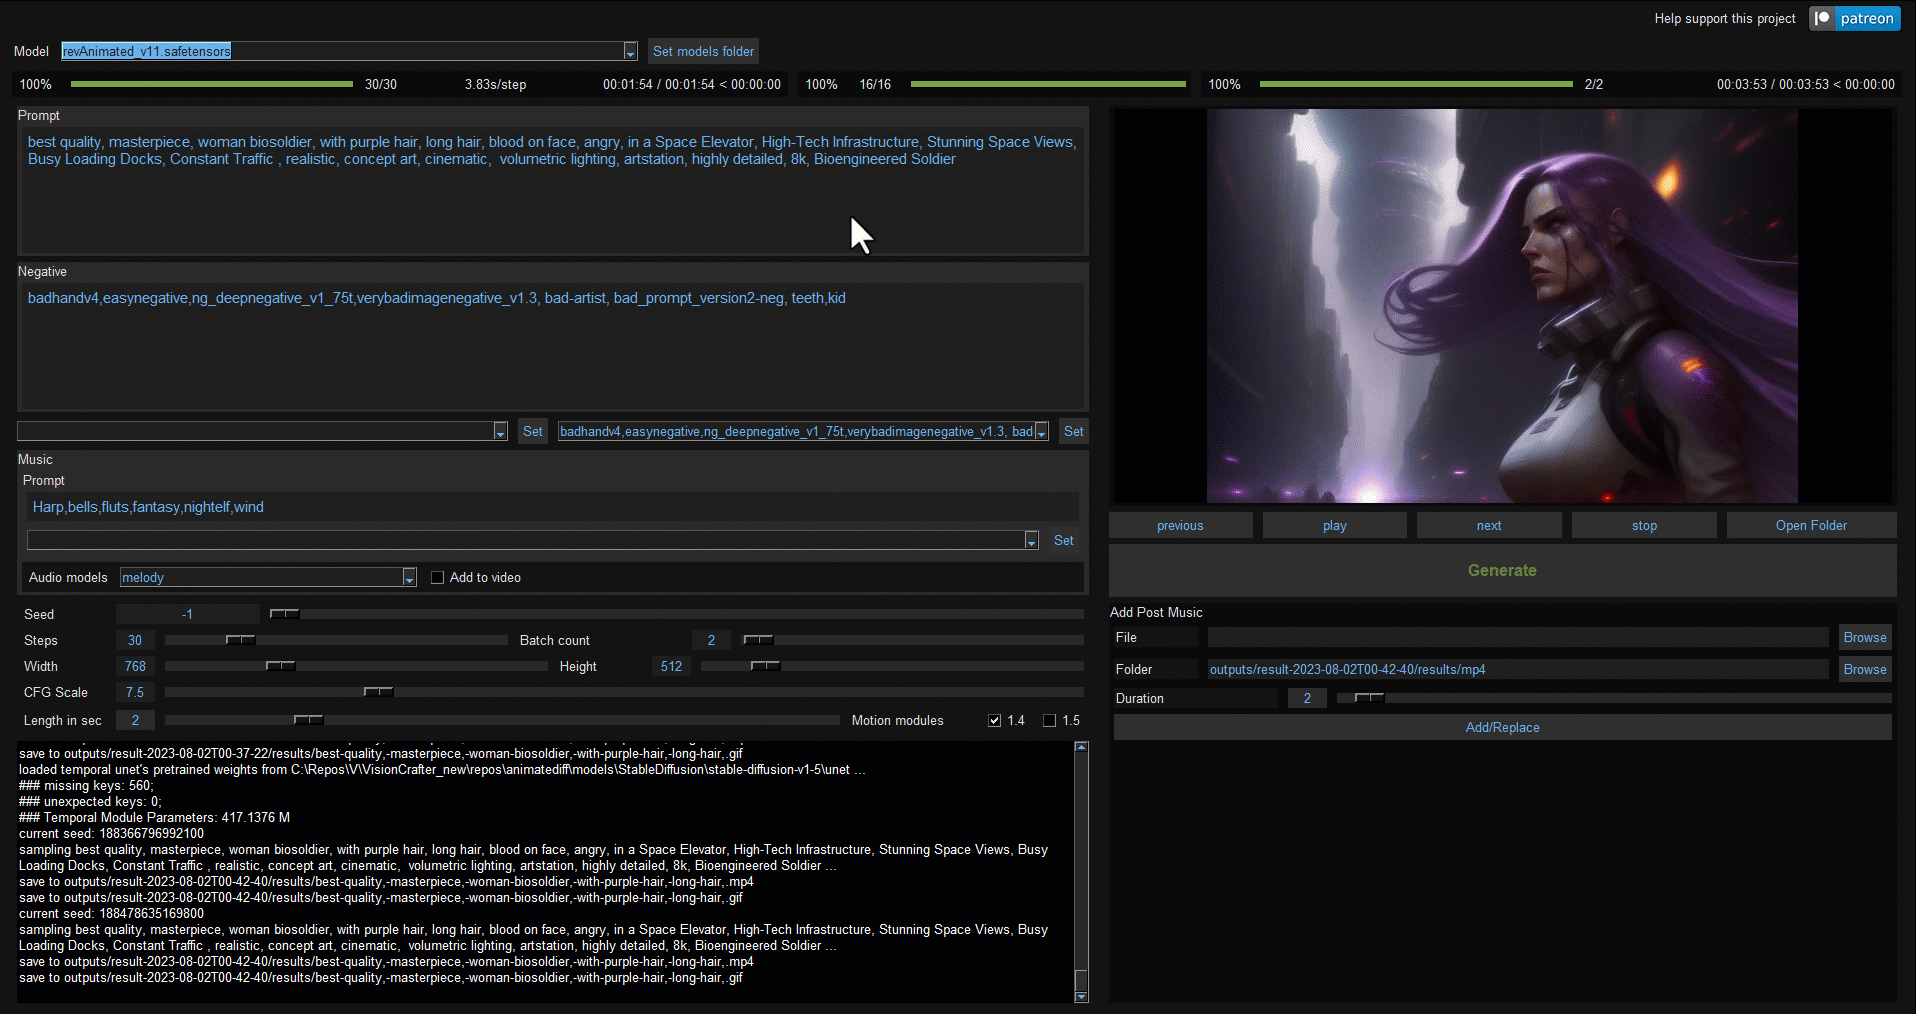 Help support this project patreon
Model revAnimated_v11.safetensors Set models folder
100% 30/30 3.83s/step 00:01:54 / 00:01:54 < 00:00:00 100% 16/16 100% 2/2 00:03:53 / 00:03:53 < 00:00:00
Prompt
best quality, masterpiece, woman biosoldier, with purple hair, long hair, blood on face, angry, in a Space Elevator, High-Tech Infrastructure, Stunning Space Views,
Busy Loading Docks, Constant Traffic , realistic, concept art, cinematic,  volumetric lighting, artstation, highly detailed, 8k, Bioengineered Soldier
Negative
badhandv4,easynegative,ng_deepnegative_v1_75t,verybadimagenegative_v1.3, bad-artist, bad_prompt_version2-neg, teeth,kid
Set badhandv4,easynegative,ng_deepnegative_v1_75t,verybadimagenegative_v1.3, bad Set
Music
Prompt
Harp,bells,fluts,fantasy,nightelf,wind
Set
Audio models melody Add to video
Seed -1
Steps 30 Batch count 2
Width 768 Height 512
CFG Scale 7.5
Length in sec 2 Motion modules 1.4 1.5
save to outputs/result-2023-08-02T00-37-22/results/best-quality,-masterpiece,-woman-biosoldier,-with-purple-hair,-long-hair,.gif
loaded temporal unet's pretrained weights from C:\Repos\V\VisionCrafter_new\repos\animatediff\models\StableDiffusion\stable-diffusion-v1-5\unet ...
### missing keys: 560;
### unexpected keys: 0;
### Temporal Module Parameters: 417.1376 M
current seed: 188366796992100
sampling best quality, masterpiece, woman biosoldier, with purple hair, long hair, blood on face, angry, in a Space Elevator, High-Tech Infrastructure, Stunning Space Views, Busy
Loading Docks, Constant Traffic , realistic, concept art, cinematic,  volumetric lighting, artstation, highly detailed, 8k, Bioengineered Soldier ...
save to outputs/result-2023-08-02T00-42-40/results/best-quality,-masterpiece,-woman-biosoldier,-with-purple-hair,-long-hair,.mp4
save to outputs/result-2023-08-02T00-42-40/results/best-quality,-masterpiece,-woman-biosoldier,-with-purple-hair,-long-hair,.gif
current seed: 188478635169800
sampling best quality, masterpiece, woman biosoldier, with purple hair, long hair, blood on face, angry, in a Space Elevator, High-Tech Infrastructure, Stunning Space Views, Busy
Loading Docks, Constant Traffic , realistic, concept art, cinematic,  volumetric lighting, artstation, highly detailed, 8k, Bioengineered Soldier ...
save to outputs/result-2023-08-02T00-42-40/results/best-quality,-masterpiece,-woman-biosoldier,-with-purple-hair,-long-hair,.mp4
save to outputs/result-2023-08-02T00-42-40/results/best-quality,-masterpiece,-woman-biosoldier,-with-purple-hair,-long-hair,.gif
previous play next stop Open Folder
Generate
Add Post Music
File Browse
Folder outputs/result-2023-08-02T00-42-40/results/mp4 Browse
Duration 2
Add/Replace